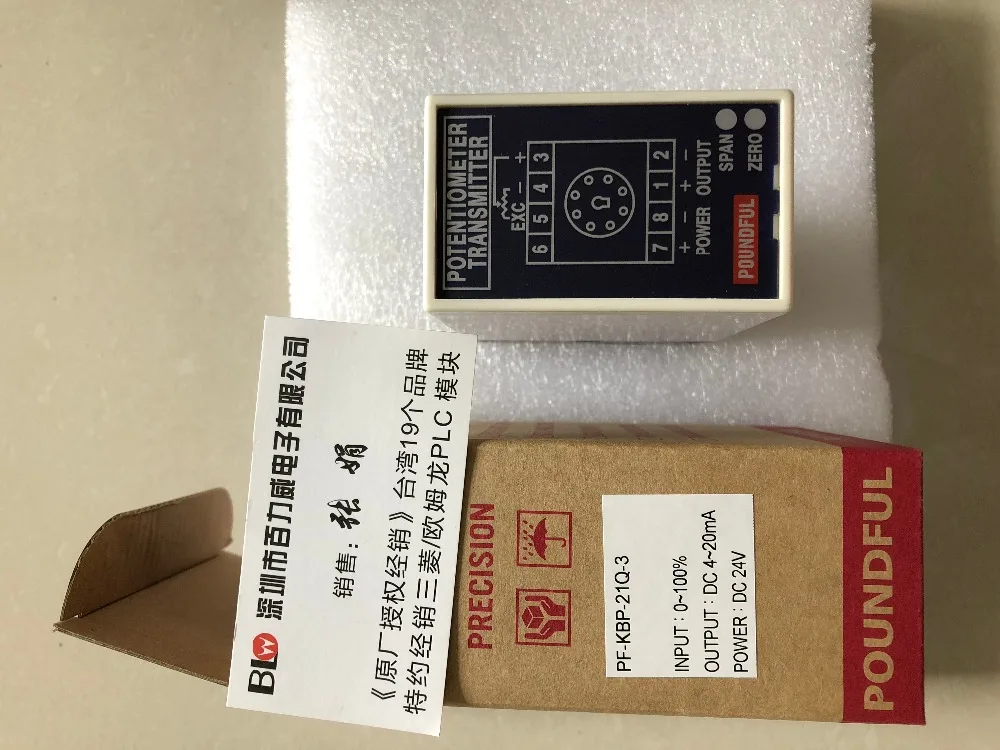 POTENTIOMETER
TRANSMITTER
EXC - +
6 5 4 3
Ω
7 8 1 2
+ - + -
POWER OUTPUT
SPAN
POUNDFUL ZERO
BLW 深圳市百力威电子有限公司
销售：张娟
《原厂授权经销》台湾19个品牌
特约经销三菱/欧姆龙PLC 模块
PRECISION
PF-KBP-21Q-3
INPUT : 0~100%
OUTPUT : DC 4~20mA
POWER : DC 24V
POUNDFUL